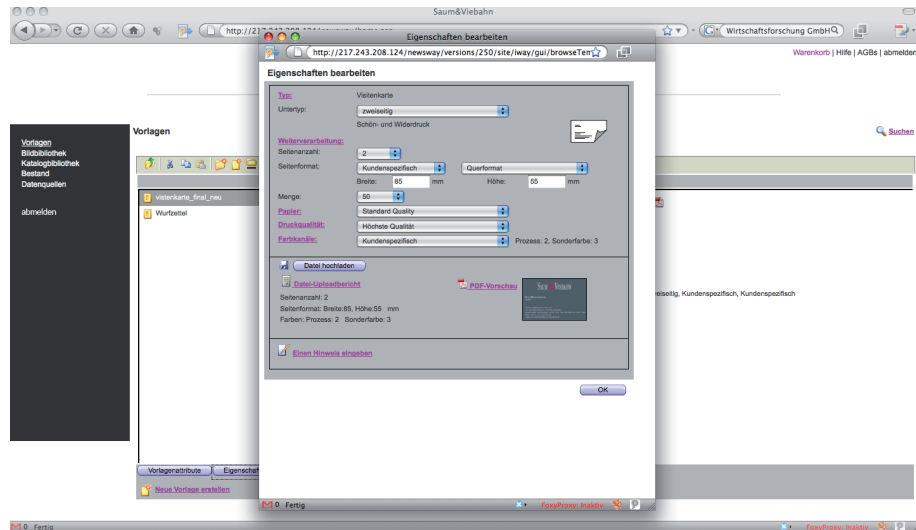 Saum&Viebahn
http://217.243.208.124/newsway/home.asp
Wirtschaftsforschung GmbH
Warenkorb | Hilfe | AGBs | abmelden
Vorlagen
Suchen
Vorlagen
Bildbibliothek
Katalogbibliothek
Bestand
Datenquellen
abmelden
visitenkarte_final_neu
Wurfzettel
Eigenschaften bearbeiten
http://217.243.208.124/newsway/versions/250/site/iway/gui/browseTem
Eigenschaften bearbeiten
Typ: Visitenkarte
Untertyp: zweiseitig
Schön- und Widerdruck
Weiterverarbeitung:
Seitenanzahl: 2
Seitenformat: Kundenspezifisch Querformat
Breite: 85 mm Höhe: 55 mm
Menge: 50
Papier: Standard Quality
Druckqualität: Höchste Qualität
Farbkanäle: Kundenspezifisch Prozess: 2, Sonderfarbe: 3
Datei hochladen
Datei-Uploadbericht PDF-Vorschau
Seitenanzahl: 2
Seitenformat: Breite:85, Höhe:55 mm
Farben: Prozess: 2 Sonderfarbe: 3
Einen Hinweis eingeben
OK
eiseitig, Kundenspezifisch, Kundenspezifisch
Vorlagenattribute Eigenschaf
Neue Vorlage erstellen
0 Fertig FoxyProxy: Inaktiv
0 Fertig FoxyProxy: Inaktiv